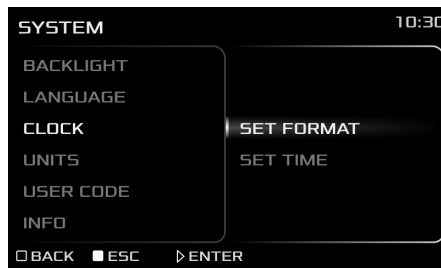 SYSTEM 10:30
BACKLIGHT
LANGUAGE
CLOCK
SET FORMAT
UNITS
SET TIME
USER CODE
INFO
BACK ESC ENTER